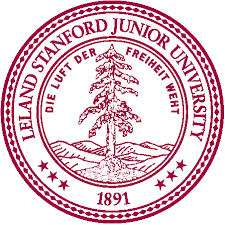 LELAND STANFORD JUNIOR UNIVERSITY
DIE LUFT DER FREIHEIT WEHT
1891